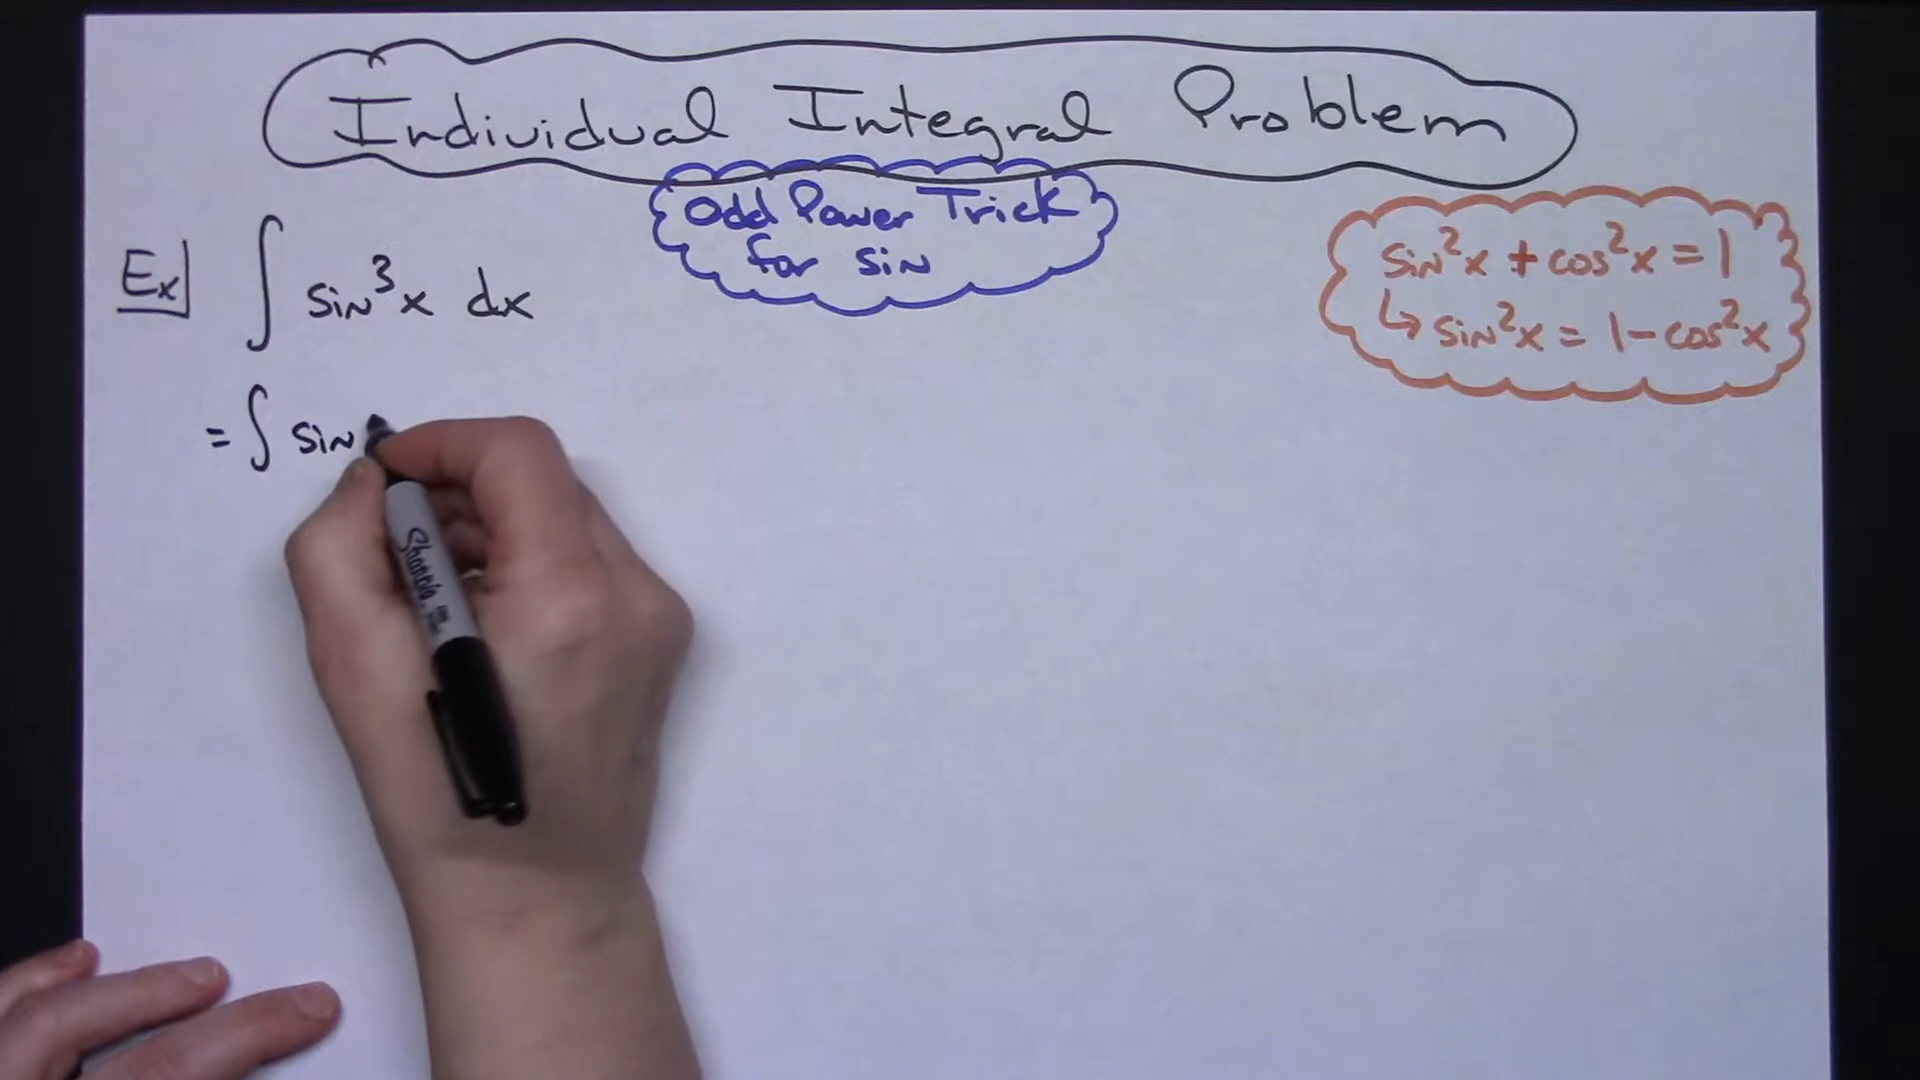 Individual Integral Problem
Odd Power Trick
for sin
sin²x + cos²x = 1
↳ sin²x = 1 - cos²x
Ex ∫ sin³x dx
= ∫ sin
Sharpie